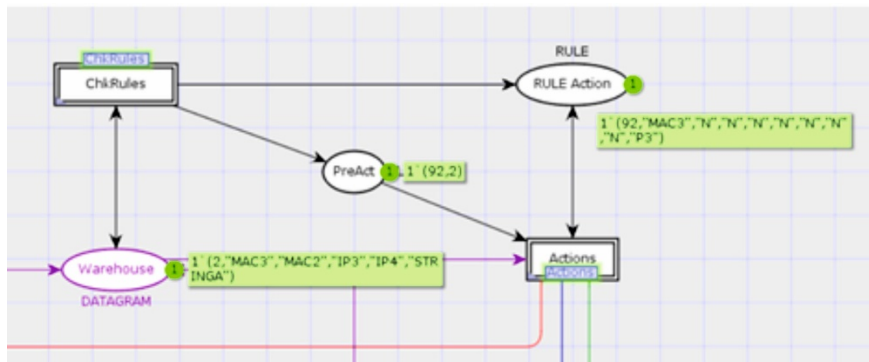 RULE
ChkRules
ChkRules
RULE Action
1
1`(92,"MAC3","N","N","N","N","N","N"
,"N","P3")
PreAct
1
1`(92,2)
Warehouse
1
1`(2,"MAC3","MAC2","IP3","IP4","STR
INGA")
Actions
Actions
DATAGRAM